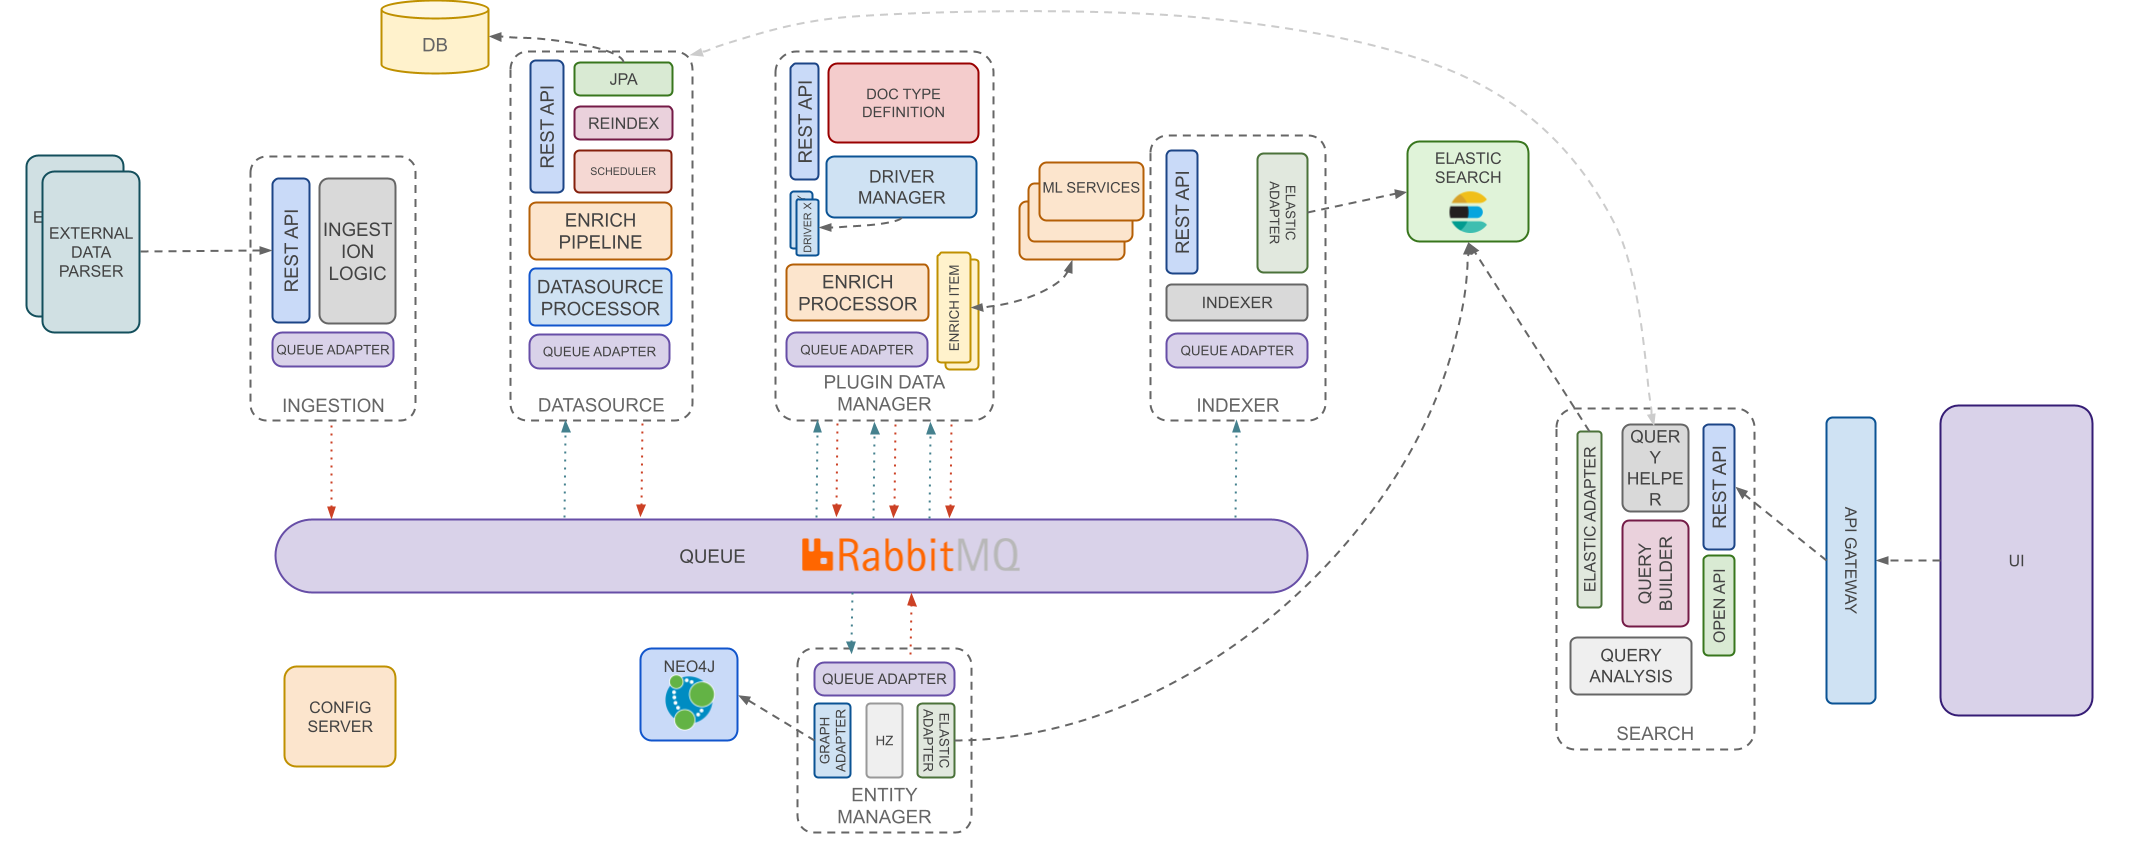 DB
E
EXTERNAL
DATA
PARSER
REST API
INGEST
ION
LOGIC
QUEUE ADAPTER
INGESTION
REST API
JPA
REINDEX
SCHEDULER
ENRICH
PIPELINE
DATASOURCE
PROCESSOR
QUEUE ADAPTER
DATASOURCE
REST API
DOC TYPE
DEFINITION
DRIVER
MANAGER
DRIVER X
ENRICH
PROCESSOR
ENRICH ITEM
QUEUE ADAPTER
PLUGIN DATA
MANAGER
ML SERVICES
REST API
ELASTIC
ADAPTER
INDEXER
QUEUE ADAPTER
INDEXER
ELASTIC
SEARCH
QUEUE
RabbitMQ
CONFIG
SERVER
NEO4J
QUEUE ADAPTER
GRAPH
ADAPTER
HZ
ELASTIC
ADAPTER
ENTITY
MANAGER
ELASTIC ADAPTER
QUER
Y
HELPE
R
REST API
QUERY
BUILDER
OPEN API
QUERY
ANALYSIS
SEARCH
API GATEWAY
UI